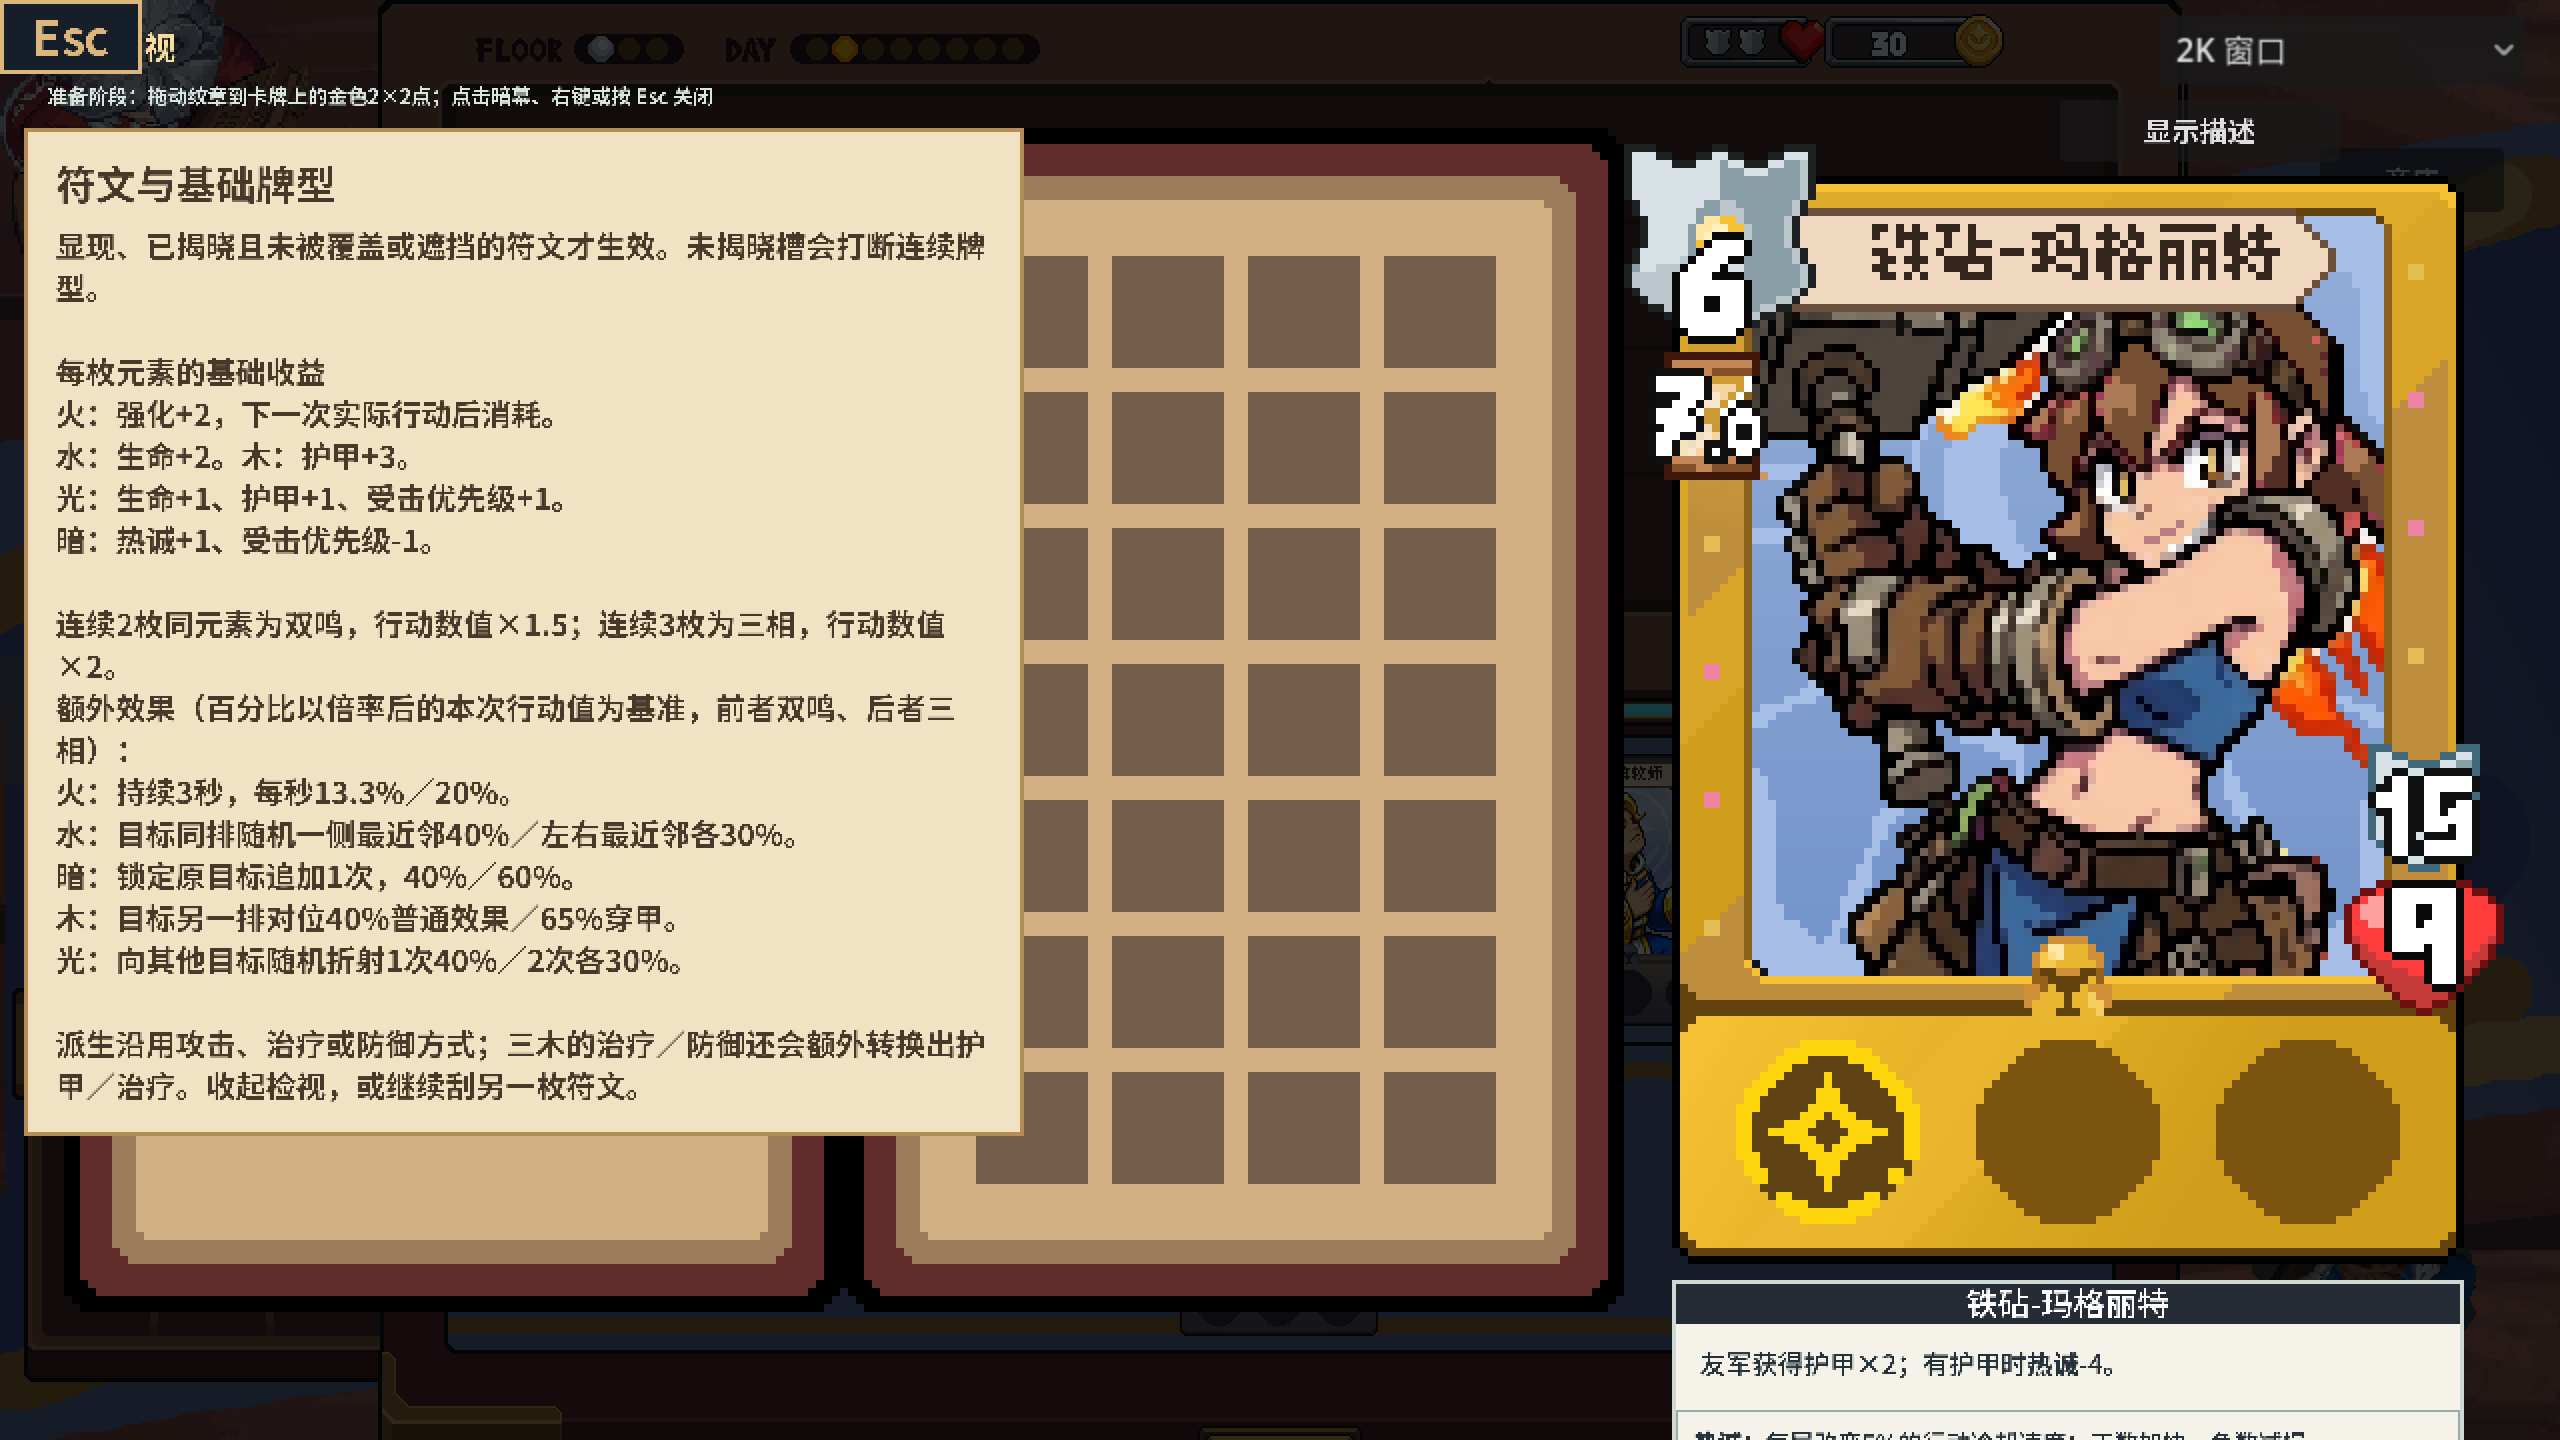 Esc
视
FLOOR
DAY
30
2K 窗口
准备阶段：拖动纹章到卡牌上的金色2×2点；点击暗幕、右键或按 Esc 关闭
显示描述
符文与基础牌型
显现、已揭晓且未被覆盖或遮挡的符文才生效。未揭晓槽会打断连续牌
型。
每枚元素的基础收益
火：强化+2，下一次实际行动后消耗。
水：生命+2。木：护甲+3。
光：生命+1、护甲+1、受击优先级+1。
暗：热诚+1、受击优先级-1。
连续2枚同元素为双鸣，行动数值×1.5；连续3枚为三相，行动数值
×2。
额外效果（百分比以倍率后的本次行动值为基准，前者双鸣、后者三
相）：
火：持续3秒，每秒13.3%／20%。
水：目标同排随机一侧最近邻40%／左右最近邻各30%。
暗：锁定原目标追加1次，40%／60%。
木：目标另一排对位40%普通效果／65%穿甲。
光：向其他目标随机折射1次40%／2次各30%。
派生沿用攻击、治疗或防御方式；三木的治疗／防御还会额外转换出护
甲／治疗。收起检视，或继续刮另一枚符文。
6
铁砧-玛格丽特
7.0
15
9
铁砧-玛格丽特
友军获得护甲×2；有护甲时热诚-4。